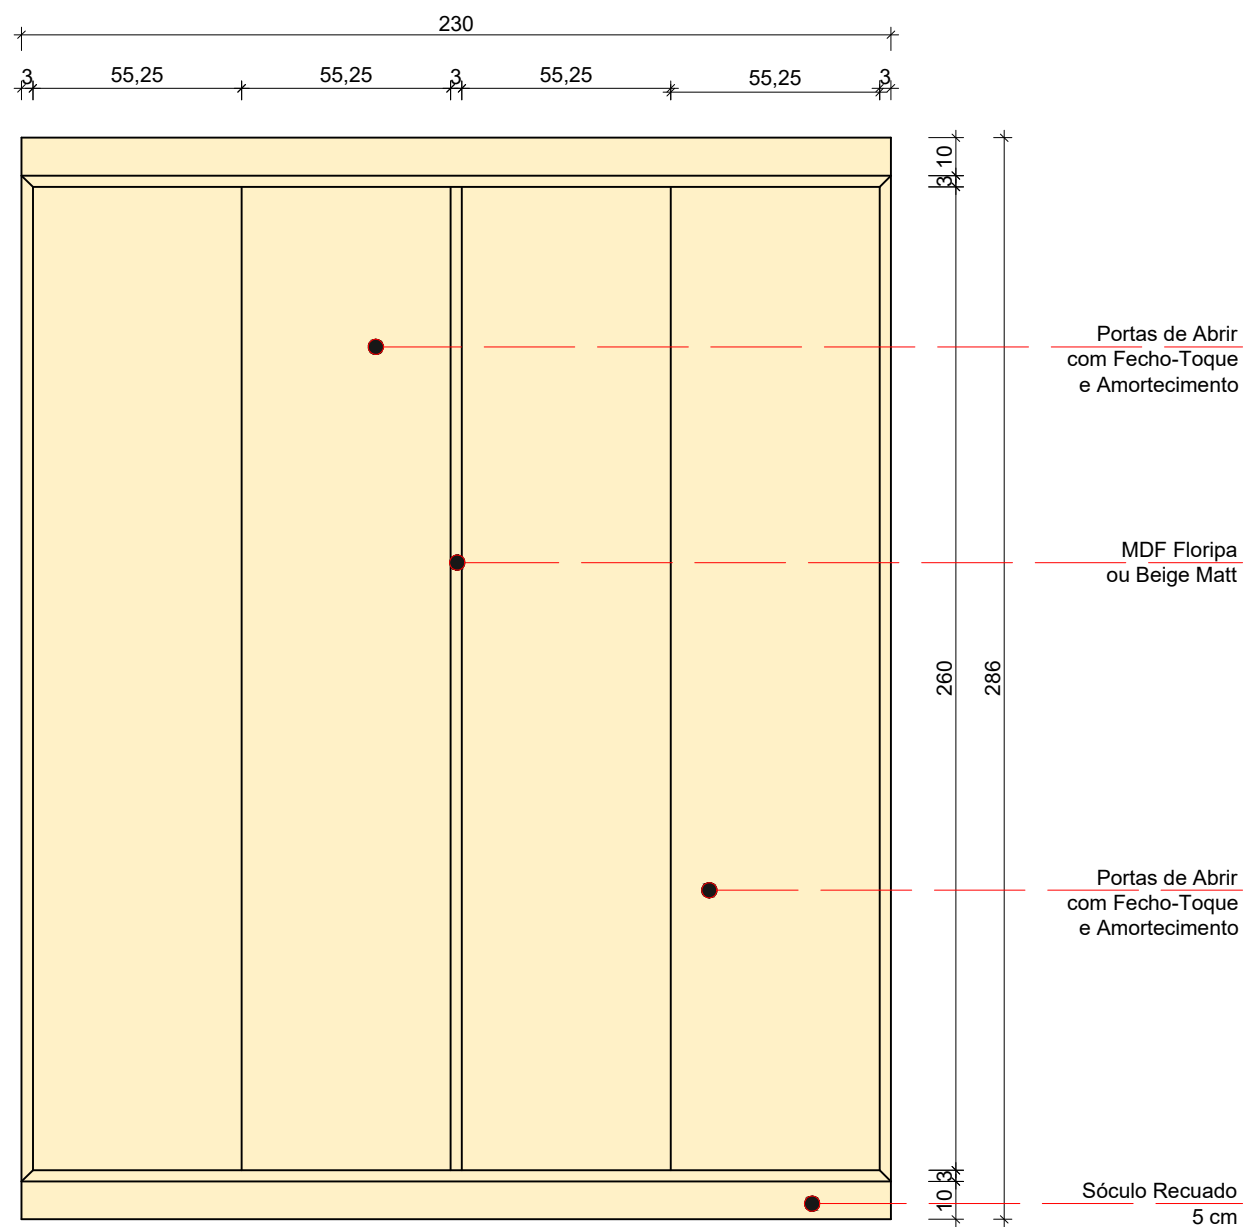 230
3
55,25
55,25
3
55,25
55,25
3
10
3
Portas de Abrir
com Fecho-Toque
e Amortecimento
MDF Floripa
ou Beige Matt
260
286
Portas de Abrir
com Fecho-Toque
e Amortecimento
3
10
Sóculo Recuado
5 cm